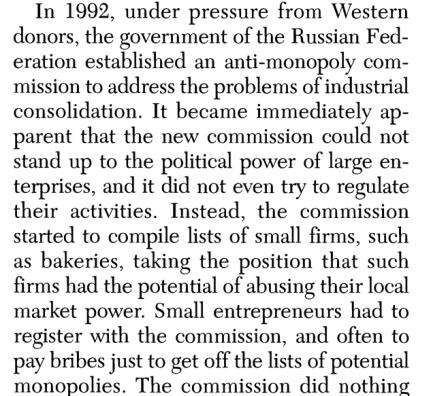 In 1992, under pressure from Western
donors, the government of the Russian Fed-
eration established an anti-monopoly com-
mission to address the problems of industrial
consolidation. It became immediately ap-
parent that the new commission could not
stand up to the political power of large en-
terprises, and it did not even try to regulate
their activities. Instead, the commission
started to compile lists of small firms, such
as bakeries, taking the position that such
firms had the potential of abusing their local
market power. Small entrepreneurs had to
register with the commission, and often to
pay bribes just to get off the lists of potential
monopolies. The commission did nothing